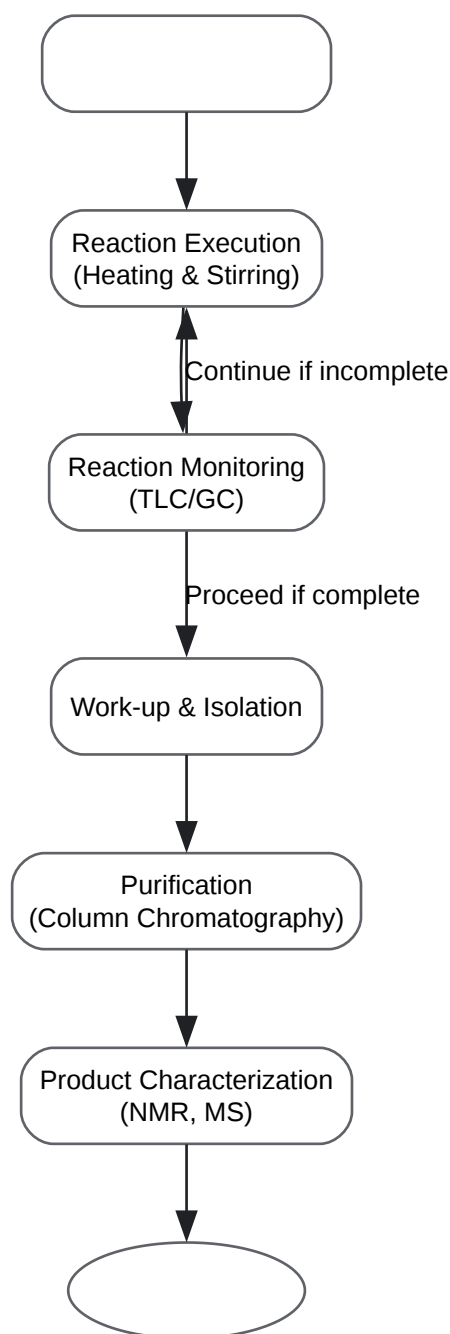 Reaction Execution
(Heating & Stirring)
Continue if incomplete
Reaction Monitoring
(TLC/GC)
Proceed if complete
Work-up & Isolation
Purification
(Column Chromatography)
Product Characterization
(NMR, MS)